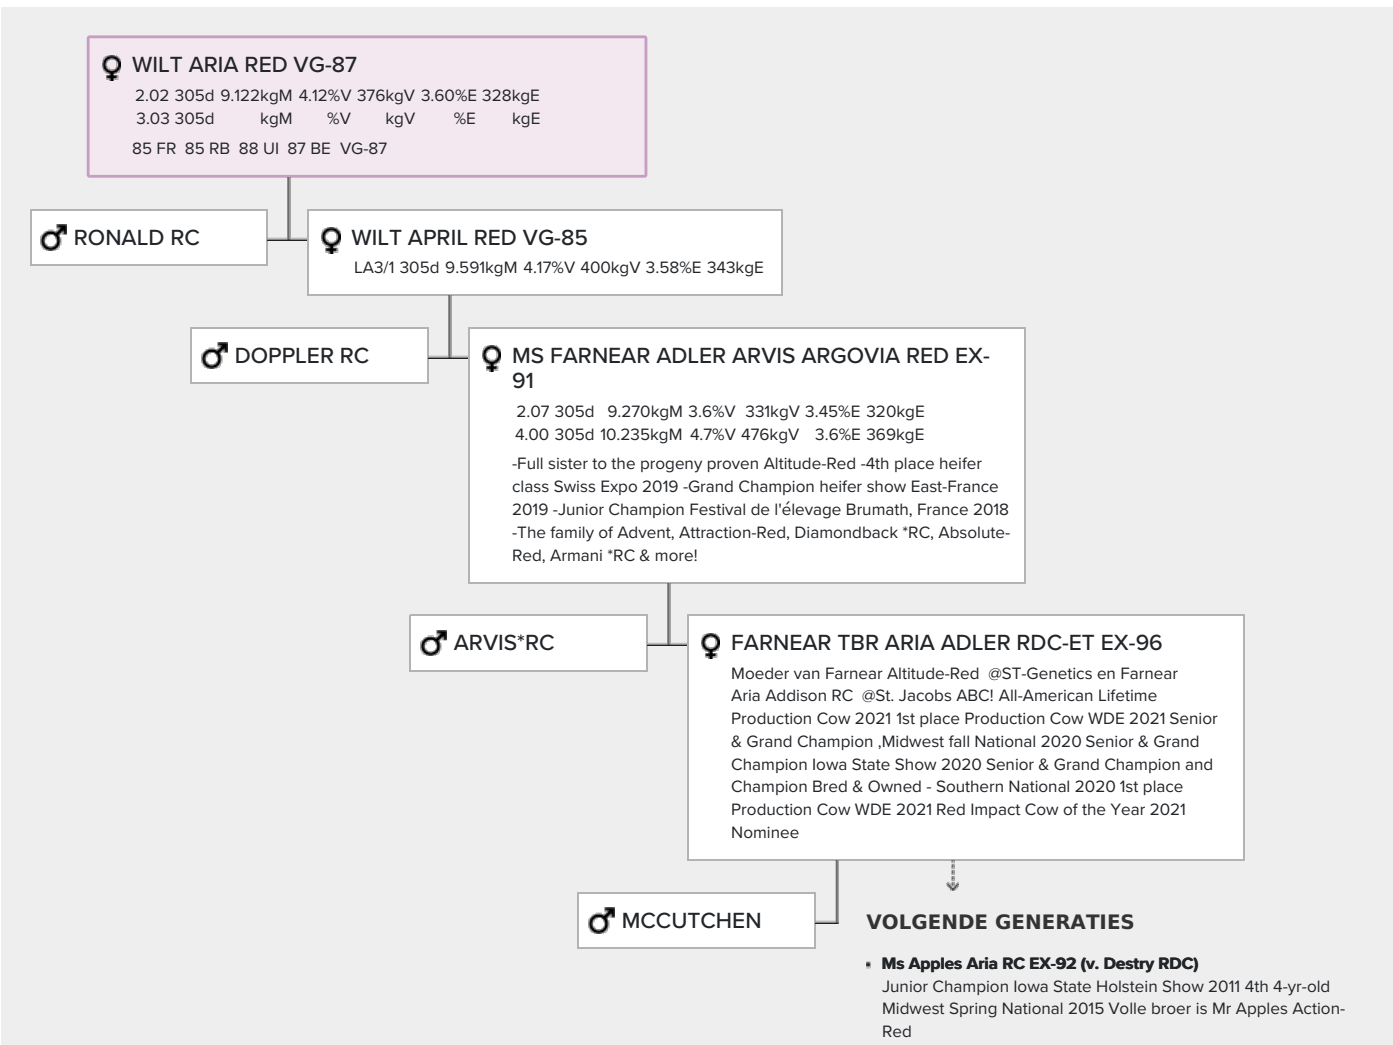 WILT ARIA RED VG-87
2.02 305d 9.122kgM 4.12%V 376kgV 3.60%E 328kgE
3.03 305d kgM %V kgV %E kgE
85 FR 85 RB 88 UI 87 BE VG-87
RONALD RC
WILT APRIL RED VG-85
LA3/1 305d 9.591kgM 4.17%V 400kgV 3.58%E 343kgE
DOPPLER RC
MS FARNEAR ADLER ARVIS ARGOVIA RED EX-
91
2.07 305d 9.270kgM 3.6%V 331kgV 3.45%E 320kgE
4.00 305d 10.235kgM 4.7%V 476kgV 3.6%E 369kgE
-Full sister to the progeny proven Altitude-Red -4th place heifer
class Swiss Expo 2019 -Grand Champion heifer show East-France
2019 -Junior Champion Festival de l'élevage Brumath, France 2018
-The family of Advent, Attraction-Red, Diamondback *RC, Absolute-
Red, Armani *RC & more!
ARVIS*RC
FARNEAR TBR ARIA ADLER RDC-ET EX-96
Moeder van Farnear Altitude-Red @ST-Genetics en Farnear
Aria Addison RC @St. Jacobs ABC! All-American Lifetime
Production Cow 2021 1st place Production Cow WDE 2021 Senior
& Grand Champion ,Midwest fall National 2020 Senior & Grand
Champion Iowa State Show 2020 Senior & Grand Champion and
Champion Bred & Owned - Southern National 2020 1st place
Production Cow WDE 2021 Red Impact Cow of the Year 2021
Nominee
MCCUTCHEN
VOLGENDE GENERATIES
Ms Apples Aria RC EX-92 (v. Destry RDC)
Junior Champion Iowa State Holstein Show 2011 4th 4-yr-old
Midwest Spring National 2015 Volle broer is Mr Apples Action-
Red